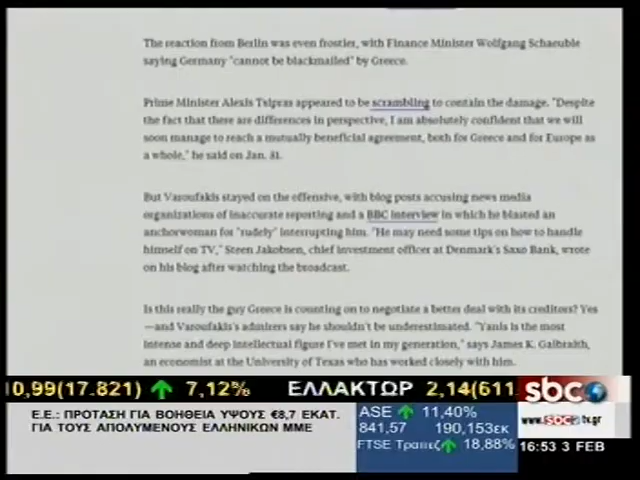 The reaction from Berlin was even frostier, with Finance Minister Wolfgang Schaeuble
saying Germany "cannot be blackmailed" by Greece.
Prime Minister Alexis Tsipras appeared to be scrambling to contain the damage. "Despite
the fact that there are differences in perspective, I am absolutely confident that we will
soon manage to reach a mutually beneficial agreement, both for Greece and for Europe as
a whole," he said on Jan. 31.
But Varoufakis stayed on the offensive, with blog posts accusing news media
organizations of inaccurate reporting and a BBC interview in which he blasted an
anchorwoman for "rudely" interrupting him. "He may need some tips on how to handle
himself on TV," Steen Jakobsen, chief investment officer at Denmark's Saxo Bank, wrote
on his blog after watching the broadcast.
Is this really the guy Greece is counting on to negotiate a better deal with its creditors? Yes
—and Varoufakis's admirers say he shouldn't be underestimated. "Yanis is the most
intense and deep intellectual figure I've met in my generation," says James K. Galbraith,
an economist at the University of Texas who has worked closely with him.
10,99(17.821) 7,12% ΕΛΛΑΚΤΩΡ 2,14(611
sbc
www.sbctv.gr
Ε.Ε.: ΠΡΟΤΑΣΗ ΓΙΑ ΒΟΗΘΕΙΑ ΥΨΟΥΣ €8,7 ΕΚΑΤ.
ΓΙΑ ΤΟΥΣ ΑΠΟΛΥΜΕΝΟΥΣ ΕΛΛΗΝΙΚΩΝ ΜΜΕ
ASE 11,40%
841,57 190,153εκ
FTSE Τραπεζ 18,88%
16:53 3 FEB